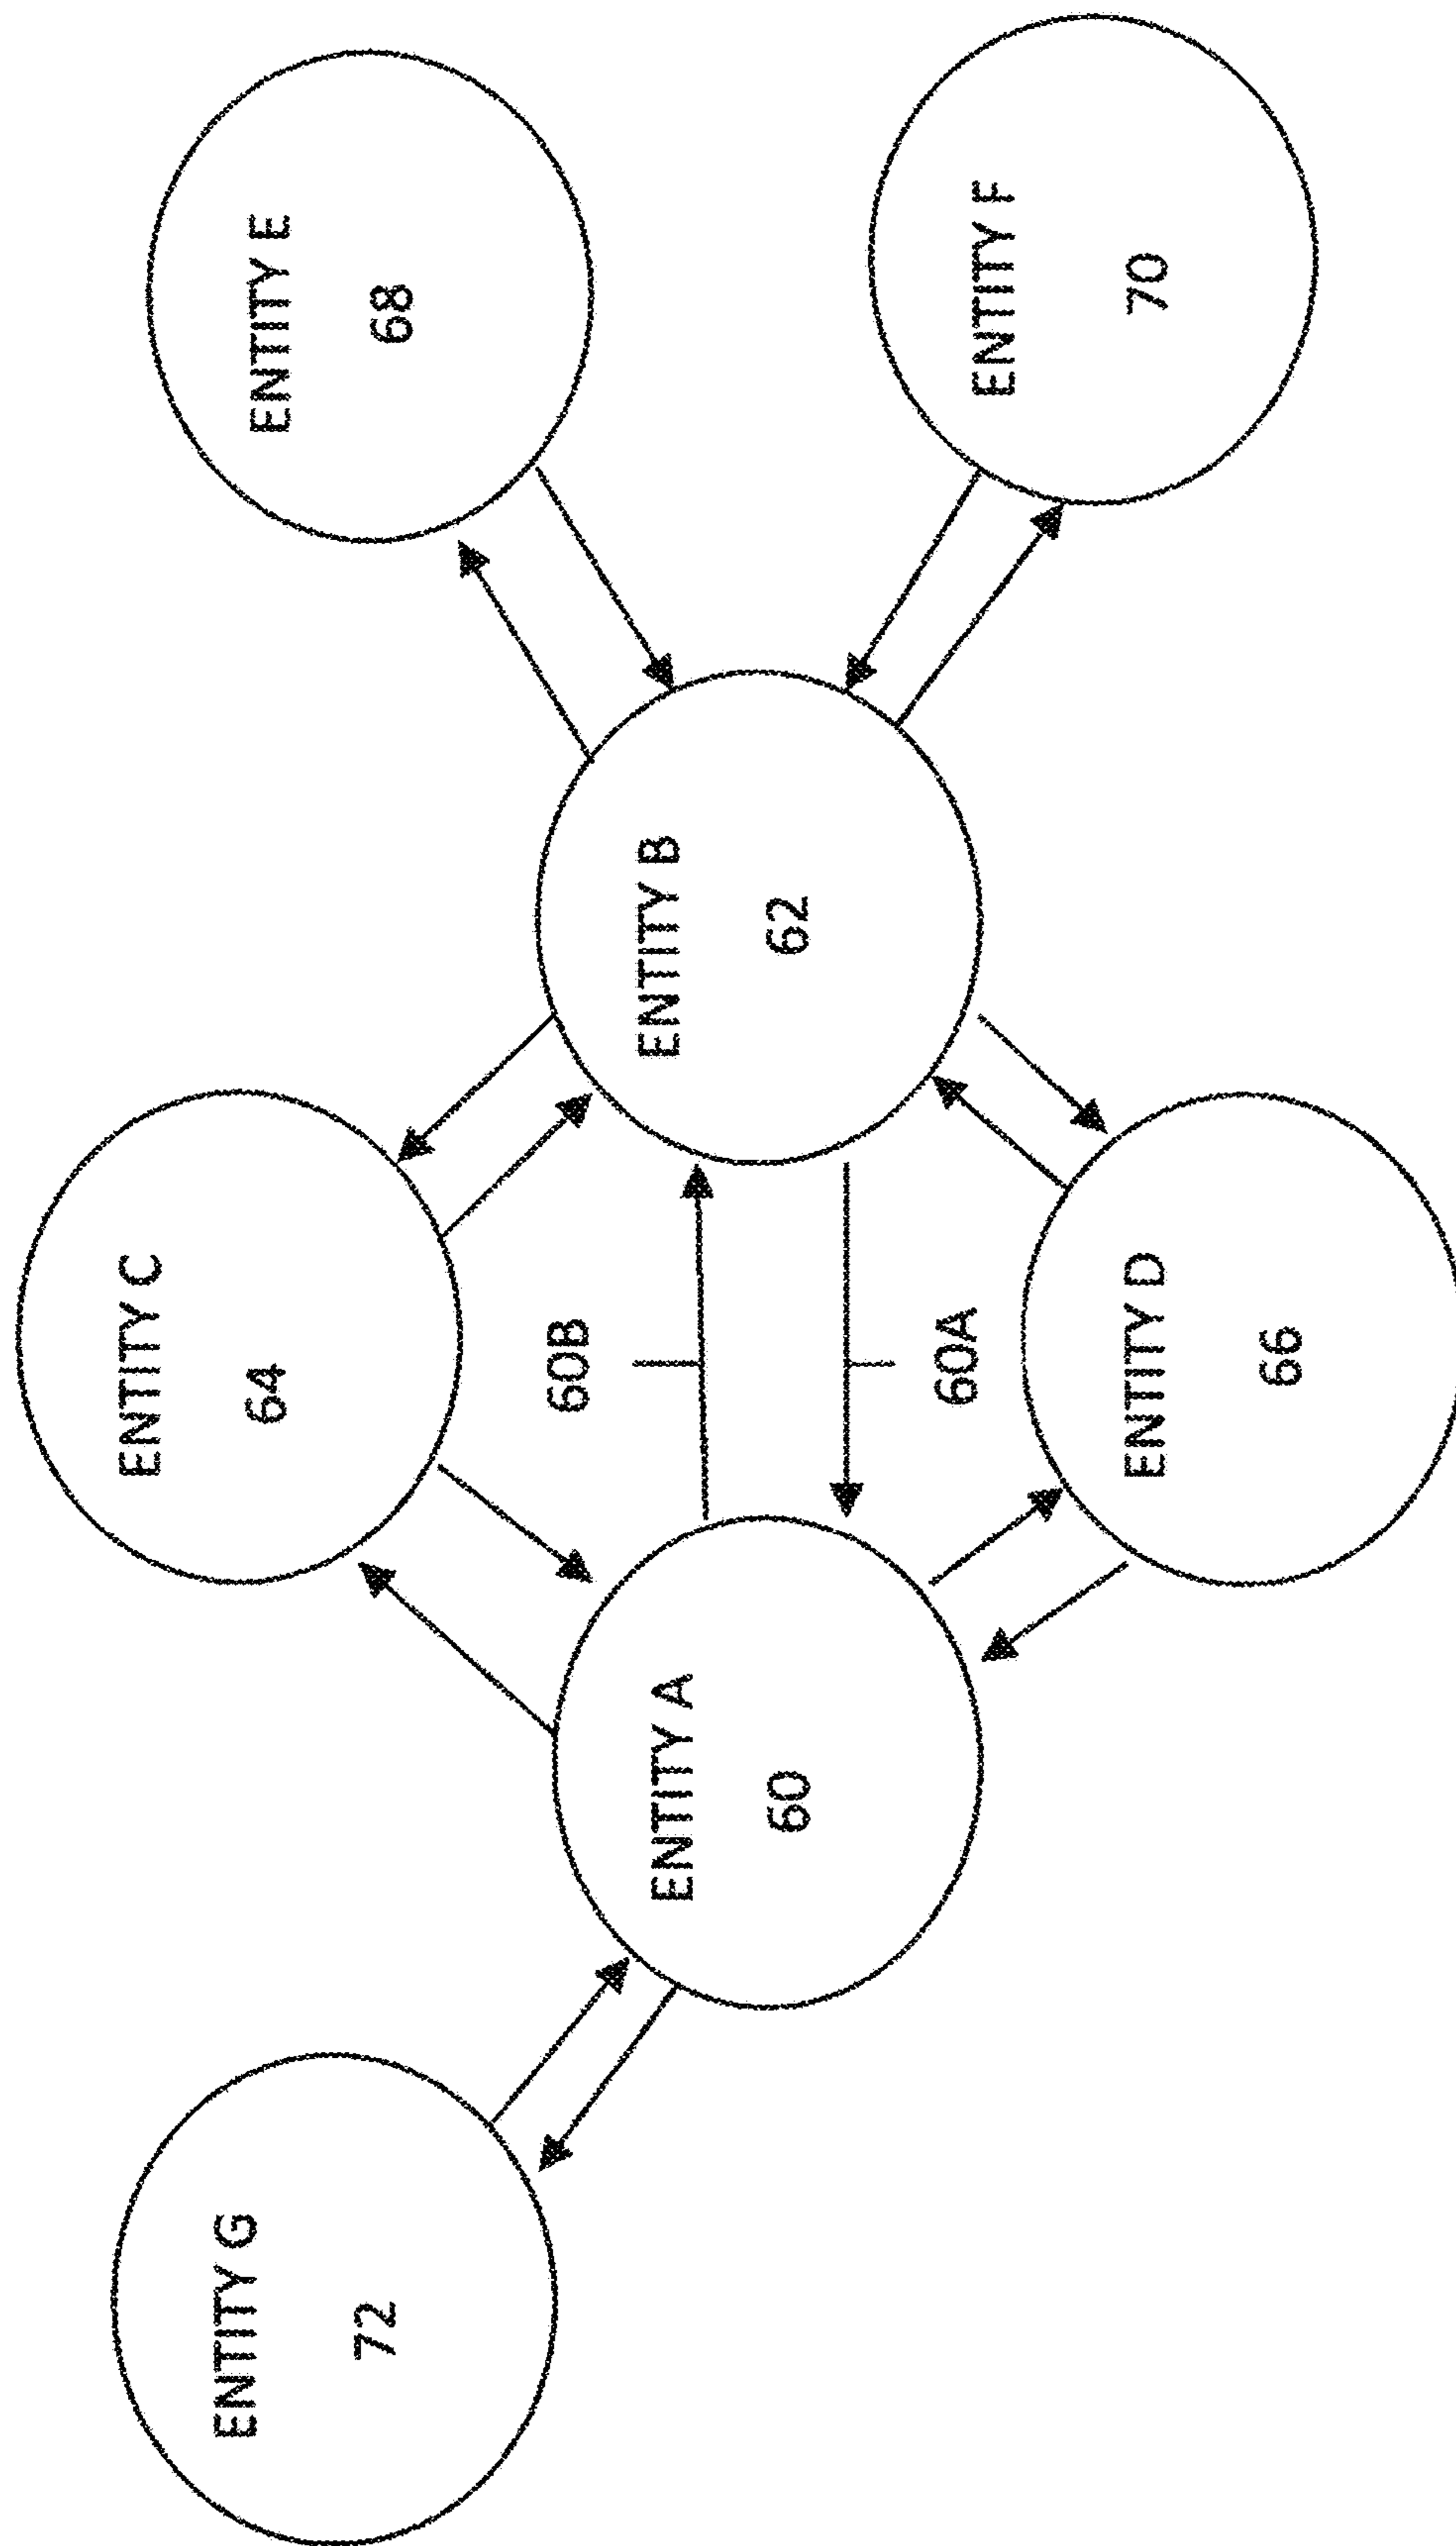 ENTITY G
72
ENTITY A
60
ENTITY C
64
60B
60A
ENTITY D
66
ENTITY B
62
ENTITY E
68
ENTITY F
70